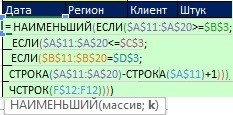 Дата Регион Клиент Штук
=НАИМЕНЬШИЙ(ЕСЛИ($A$11:$A$20>=$B$3;
ЕСЛИ($A$11:$A$20<=$C$3;
ЕСЛИ($B$11:$B$20=$D$3;
СТРОКА($A$11:$A$20)-СТРОКА($A$11)+1)));
ЧСТРОК(F$12:F12))))
НАИМЕНЬШИЙ(массив; k)